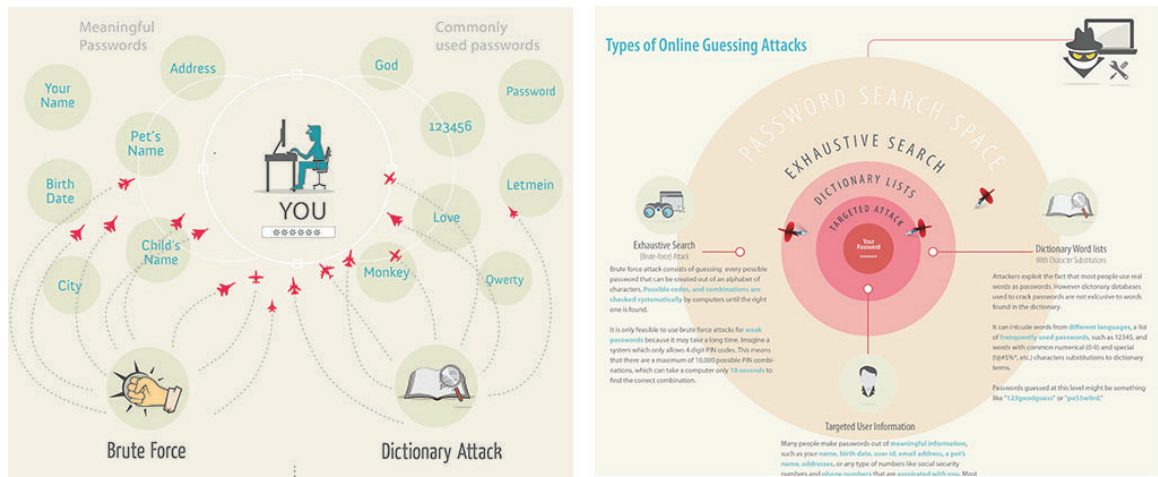 Meaningful
Passwords
Commonly
used passwords
Address
God
Your
Name
Password
123456
Pet's
Name
Birth
Date
Letmein
YOU
Love
Child's
Name
City
Monkey
Qwerty
Brute Force
Dictionary Attack
Types of Online Guessing Attacks
PASSWORD SEARCH SPACE
EXHAUSTIVE SEARCH
DICTIONARY LISTS
TARGETED ATTACK
Your
Password
Exhaustive Search
(Brute-force) Attack
Brute force attack consists of guessing every possible
password that can be created out of an alphabet of
characters. Possible codes, and combinations are
checked systematically by computers until the right
one is found.
It is only feasible to use brute force attacks for weak
passwords because it may take a long time. Imagine a
system which only allows 4 digit PIN codes. This means
that there are a maximum of 10,000 possible PIN combi-
nations, which can take a computer only 10 seconds to
find the correct combination.
Dictionary Word lists
With Character Substitutions
Attackers exploit the fact that most people use real
words as passwords. However dictionary databases
used to crack passwords are not exlcusive to words
found in the dictionary.
It can inlcude words from different languages, a list
of frequently used passwords, such as 12345, and
words with common numerical (0-9) and special
(!@#$%^, etc.) characters substitutions to dictionary
terms.
Passwords guessed at this level might be something
like "123goodguess" or "pa55w0rd."
Targeted User Information
Many people make passwords out of meaningful information,
such as your name, birth date, user id, email address, a pet's
name, addresses, or any type of numbers like social security
numbers and phone numbers that are associated with you. Most